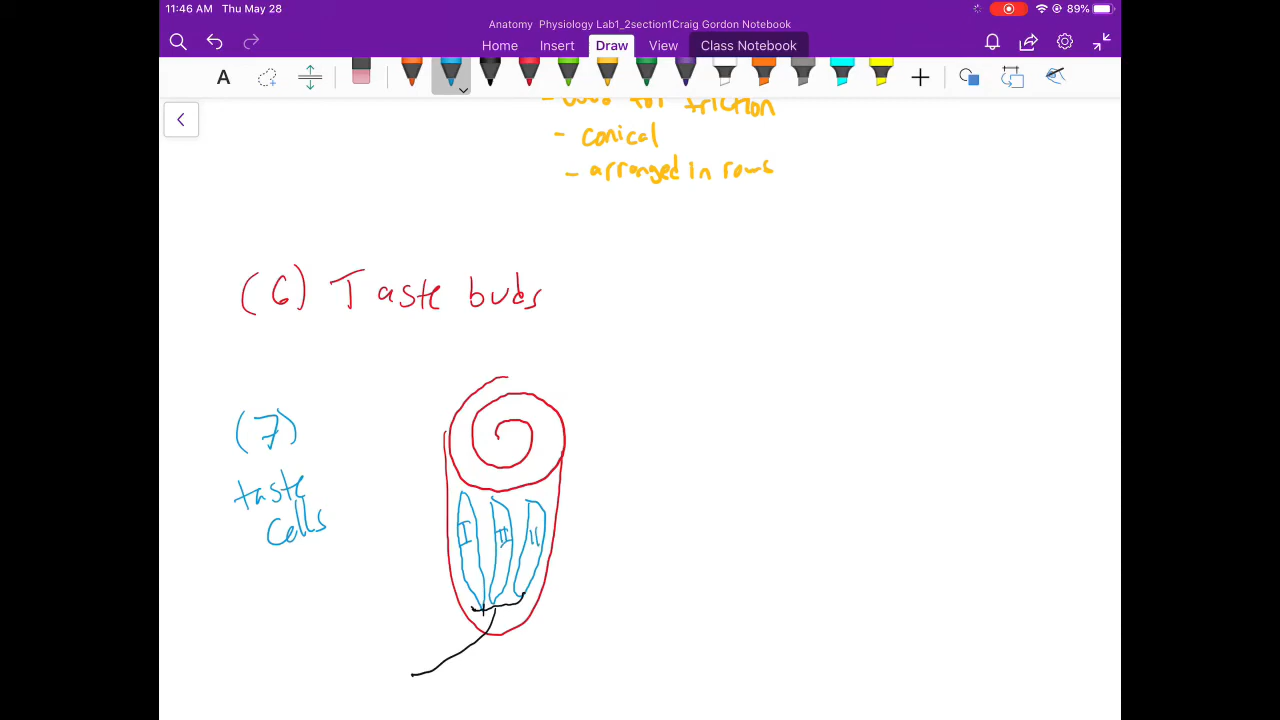 11:46 AM Thu May 28
89%
Anatomy Physiology Lab1_2section1Craig Gordon Notebook
Home Insert Draw View Class Notebook
A
for friction
- conical
- arranged in rows
(6) Taste buds
(7)
taste
cells
I III II